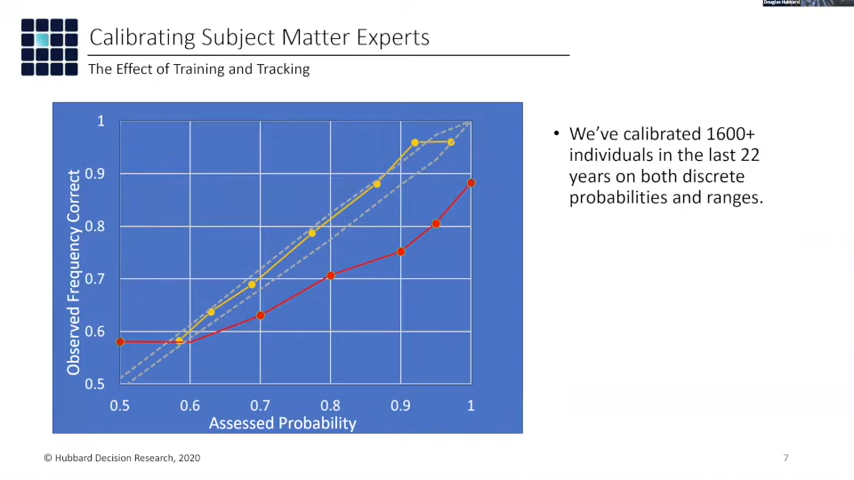 Douglas Hubbard
Calibrating Subject Matter Experts
The Effect of Training and Tracking
1
0.9
0.8
0.7
0.6
0.5
Observed Frequency Correct
0.5 0.6 0.7 0.8 0.9 1
Assessed Probability
• We've calibrated 1600+
individuals in the last 22
years on both discrete
probabilities and ranges.
© Hubbard Decision Research, 2020
7